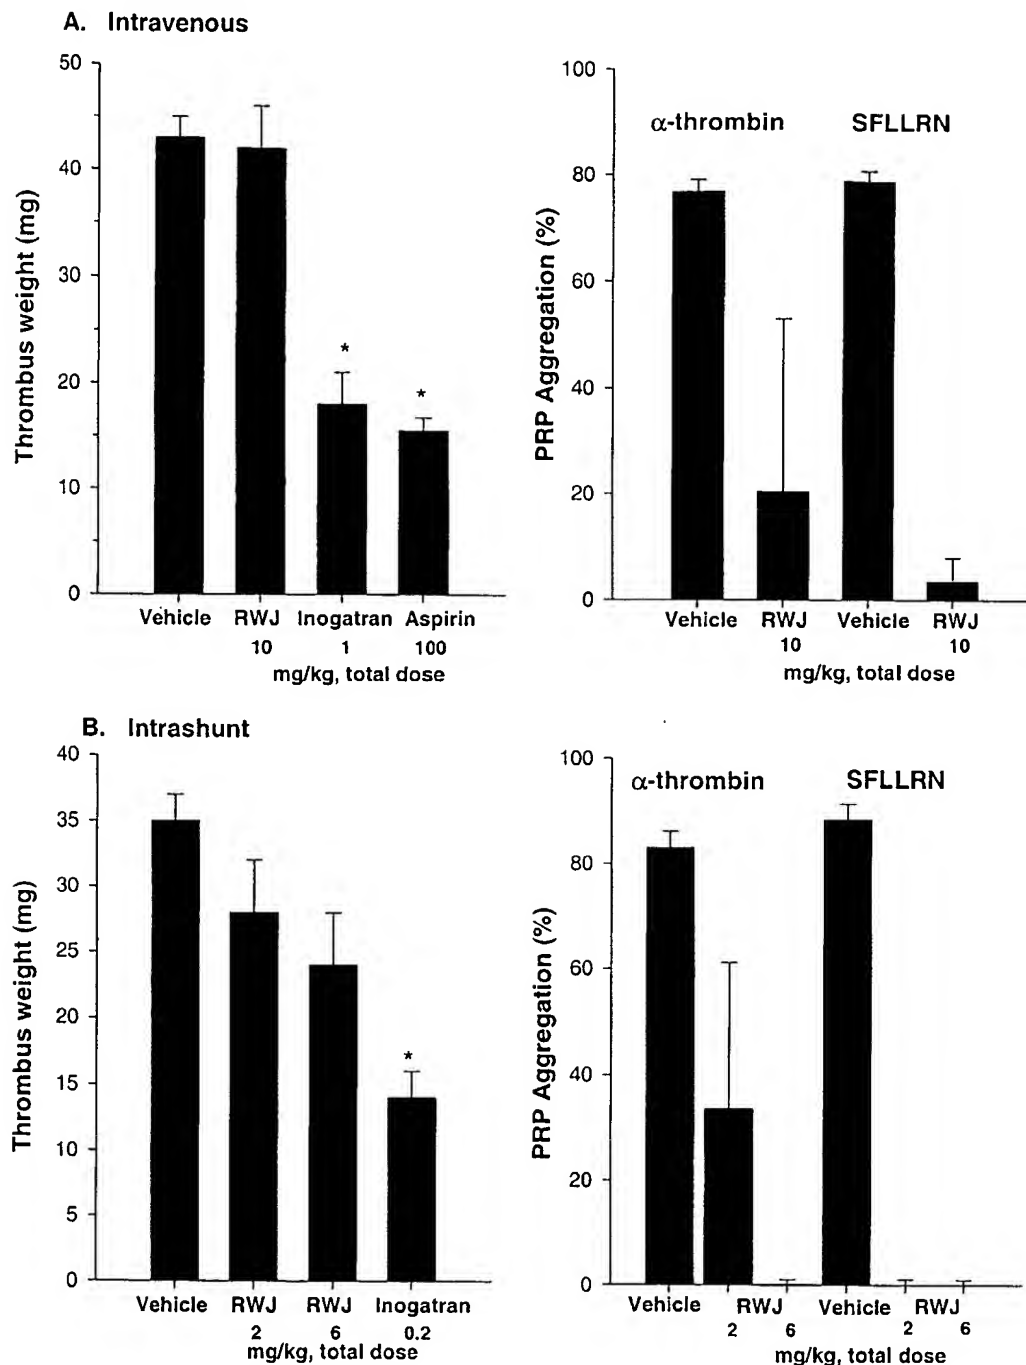 A. Intravenous
50
40
30
20
10
0
Thrombus weight (mg)
*
*
Vehicle RWJ Inogatran Aspirin
10 1 100
mg/kg, total dose
100
80
60
40
20
0
PRP Aggregation (%)
α-thrombin SFLLRN
Vehicle RWJ Vehicle RWJ
10 10
mg/kg, total dose
B. Intrashunt
40
35
30
25
20
15
10
5
0
Thrombus weight (mg)
*
Vehicle RWJ RWJ Inogatran
2 6 0.2
mg/kg, total dose
100
80
60
40
20
0
PRP Aggregation (%)
α-thrombin SFLLRN
Vehicle RWJ Vehicle RWJ
2 6 2 6
mg/kg, total dose